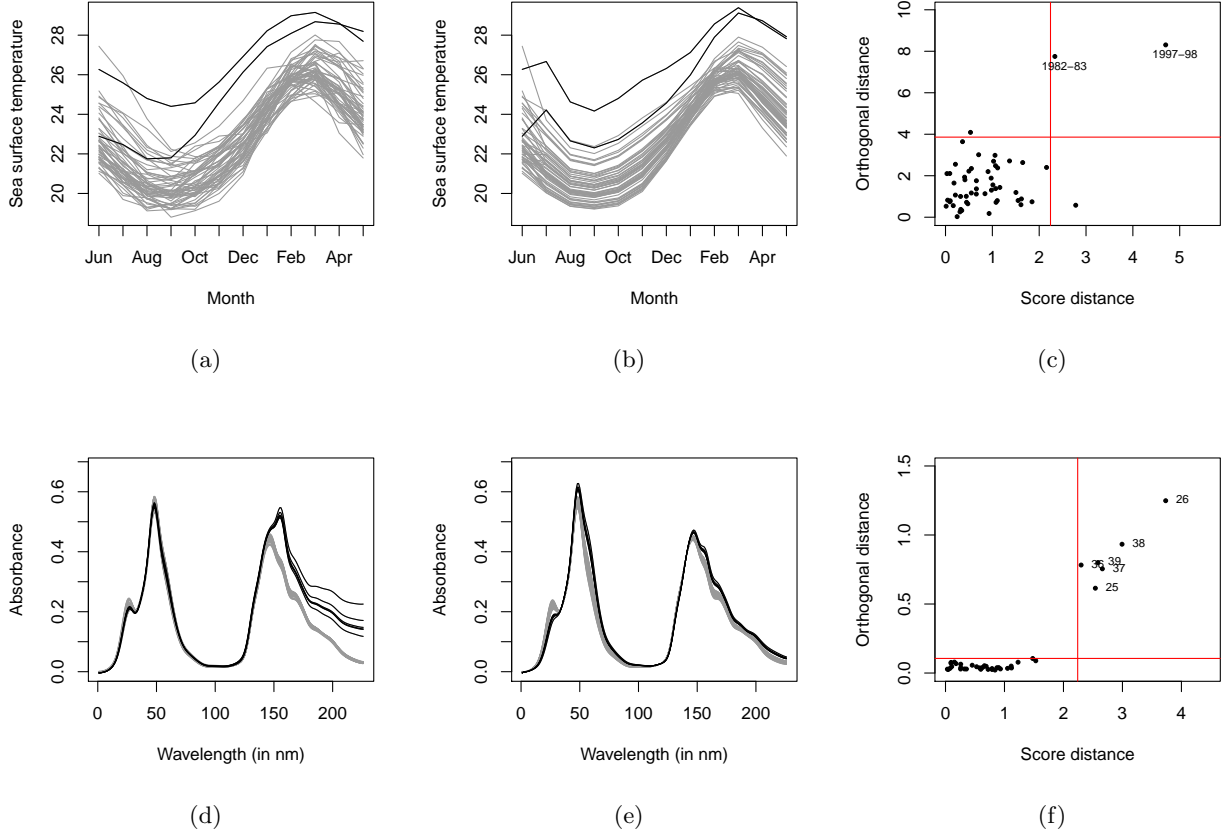 20 22 24 26 28
Sea surface temperature
Jun Aug Oct Dec Feb Apr
Month
(a)
20 22 24 26 28
Sea surface temperature
Jun Aug Oct Dec Feb Apr
Month
(b)
0 2 4 6 8 10
Orthogonal distance
1982−83
1997−98
0 1 2 3 4 5
Score distance
(c)
0.0 0.2 0.4 0.6
Absorbance
0 50 100 150 200
Wavelength (in nm)
(d)
0.0 0.2 0.4 0.6
Absorbance
0 50 100 150 200
Wavelength (in nm)
(e)
0.0 0.5 1.0 1.5
Orthogonal distance
26
38
39
36
37
25
0 1 2 3 4
Score distance
(f)